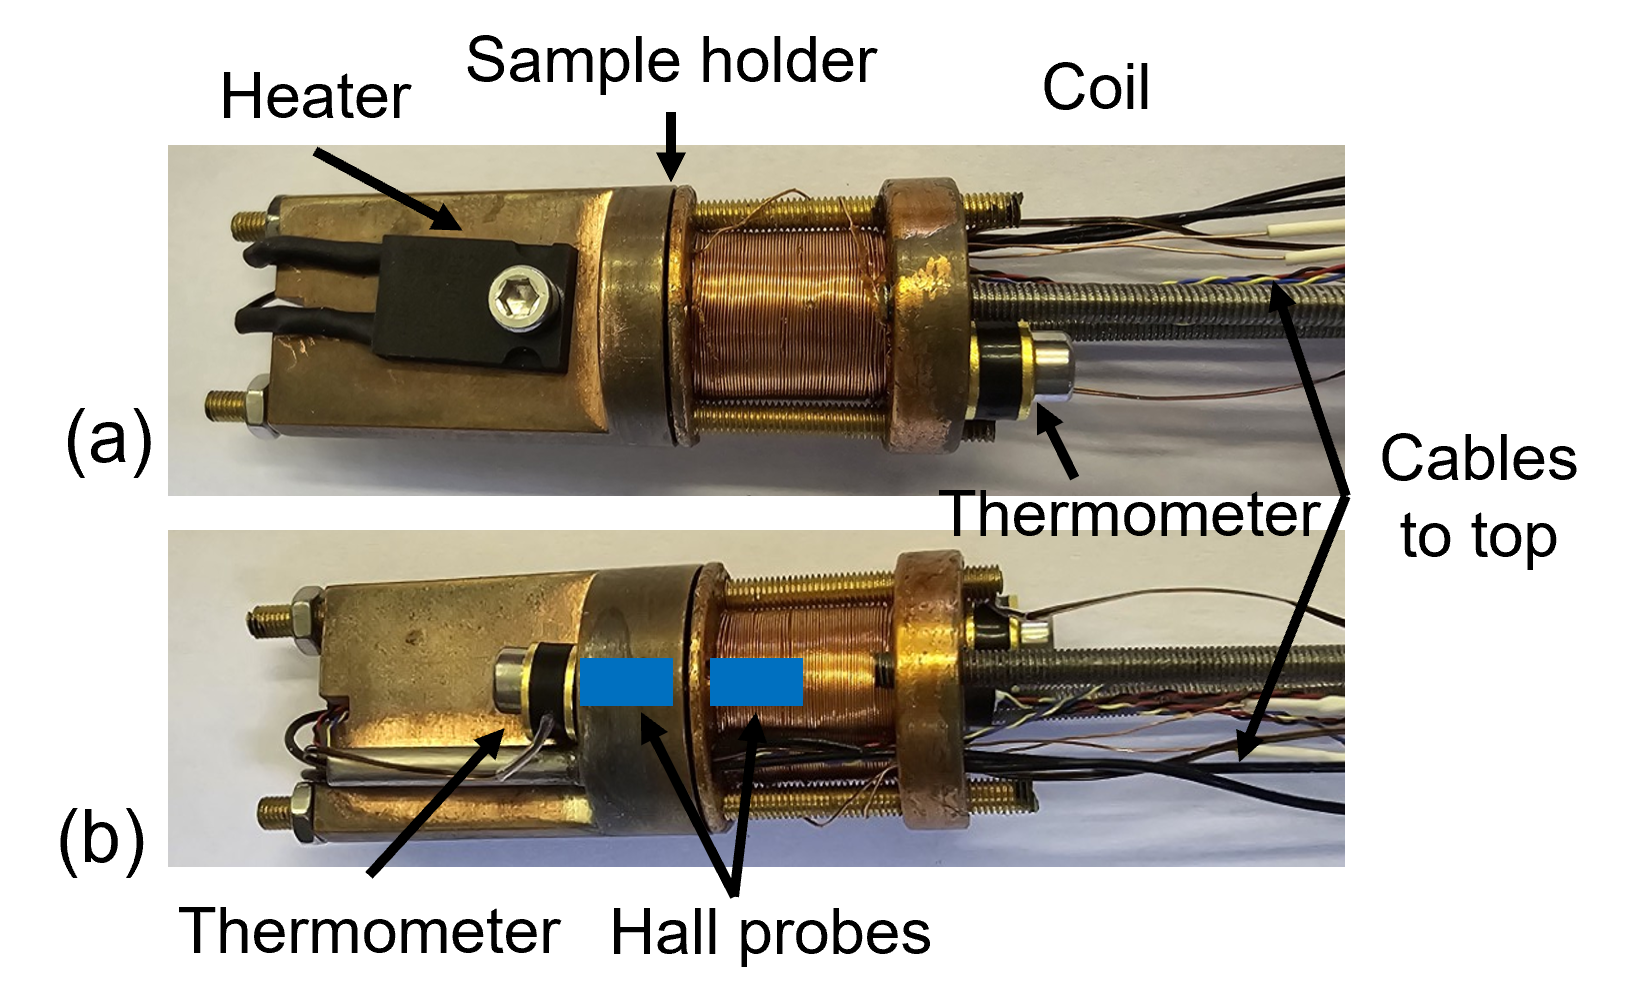 Sample holder
Heater
Coil
(a)
Thermometer
Cables
to top
(b)
Thermometer
Hall probes